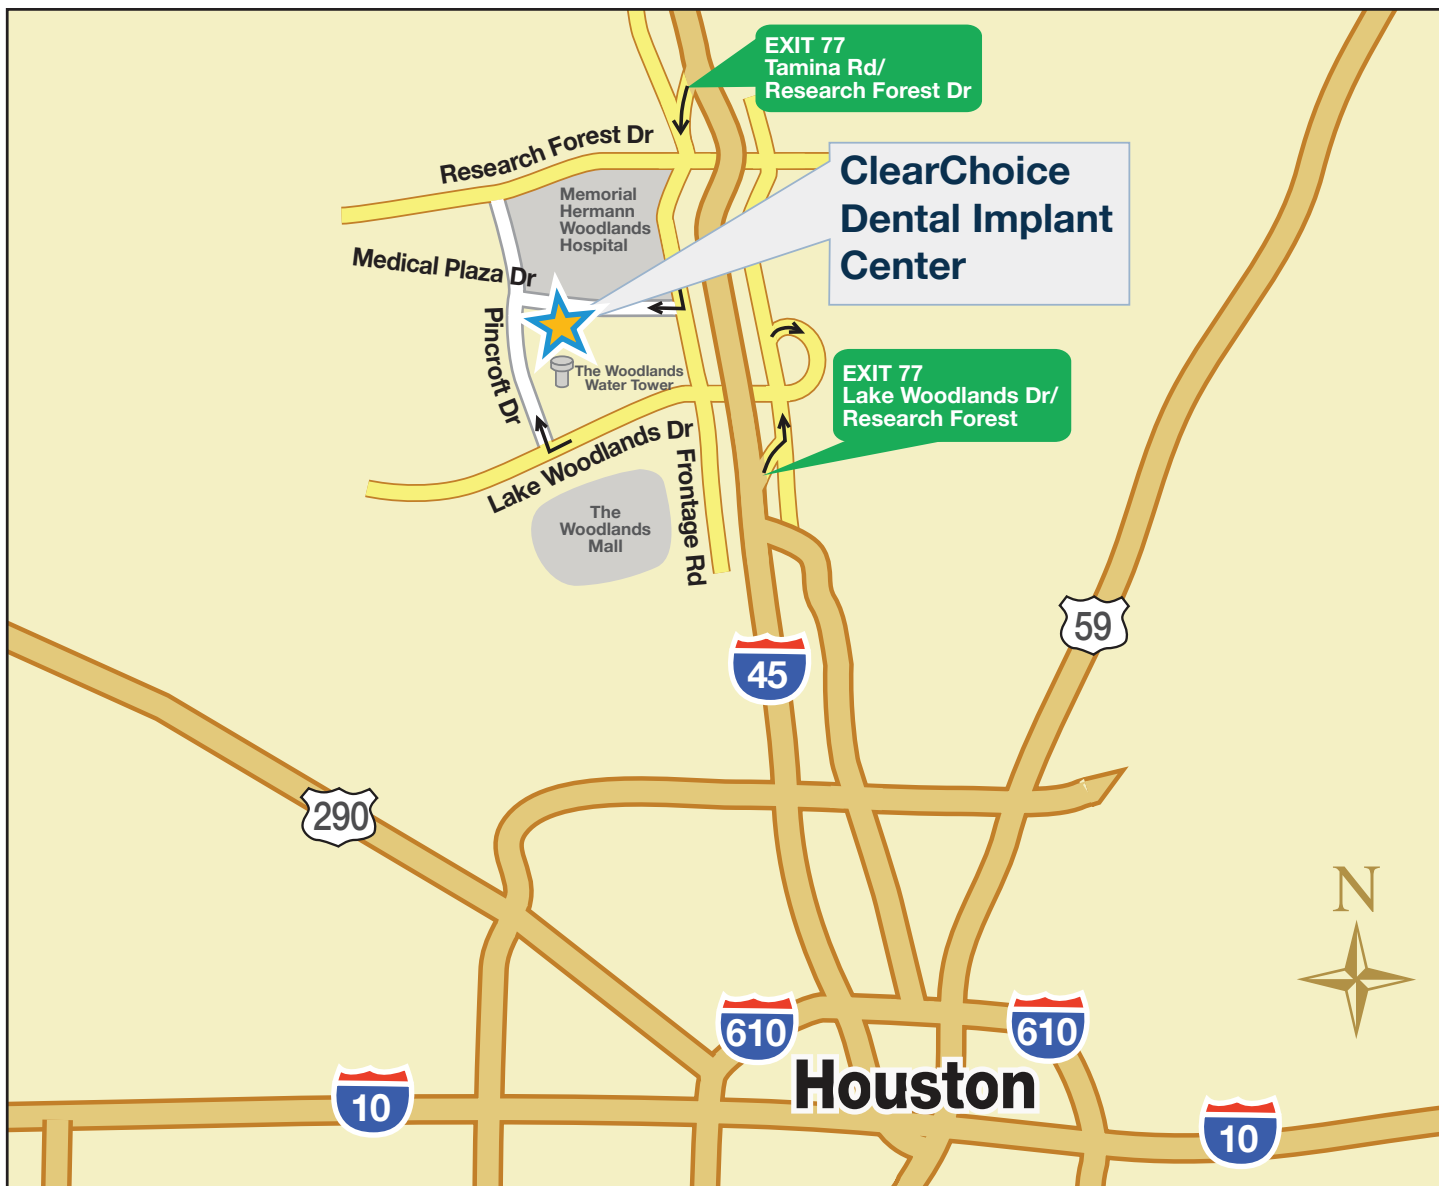 EXIT 77
Tamina Rd/
Research Forest Dr
Research Forest Dr
ClearChoice
Dental Implant
Center
Memorial
Hermann
Woodlands
Hospital
Medical Plaza Dr
Pincroft Dr
The Woodlands
Water Tower
EXIT 77
Lake Woodlands Dr/
Research Forest
Lake Woodlands Dr
Frontage Rd
The
Woodlands
Mall
59
45
290
N
610
610
Houston
10
10